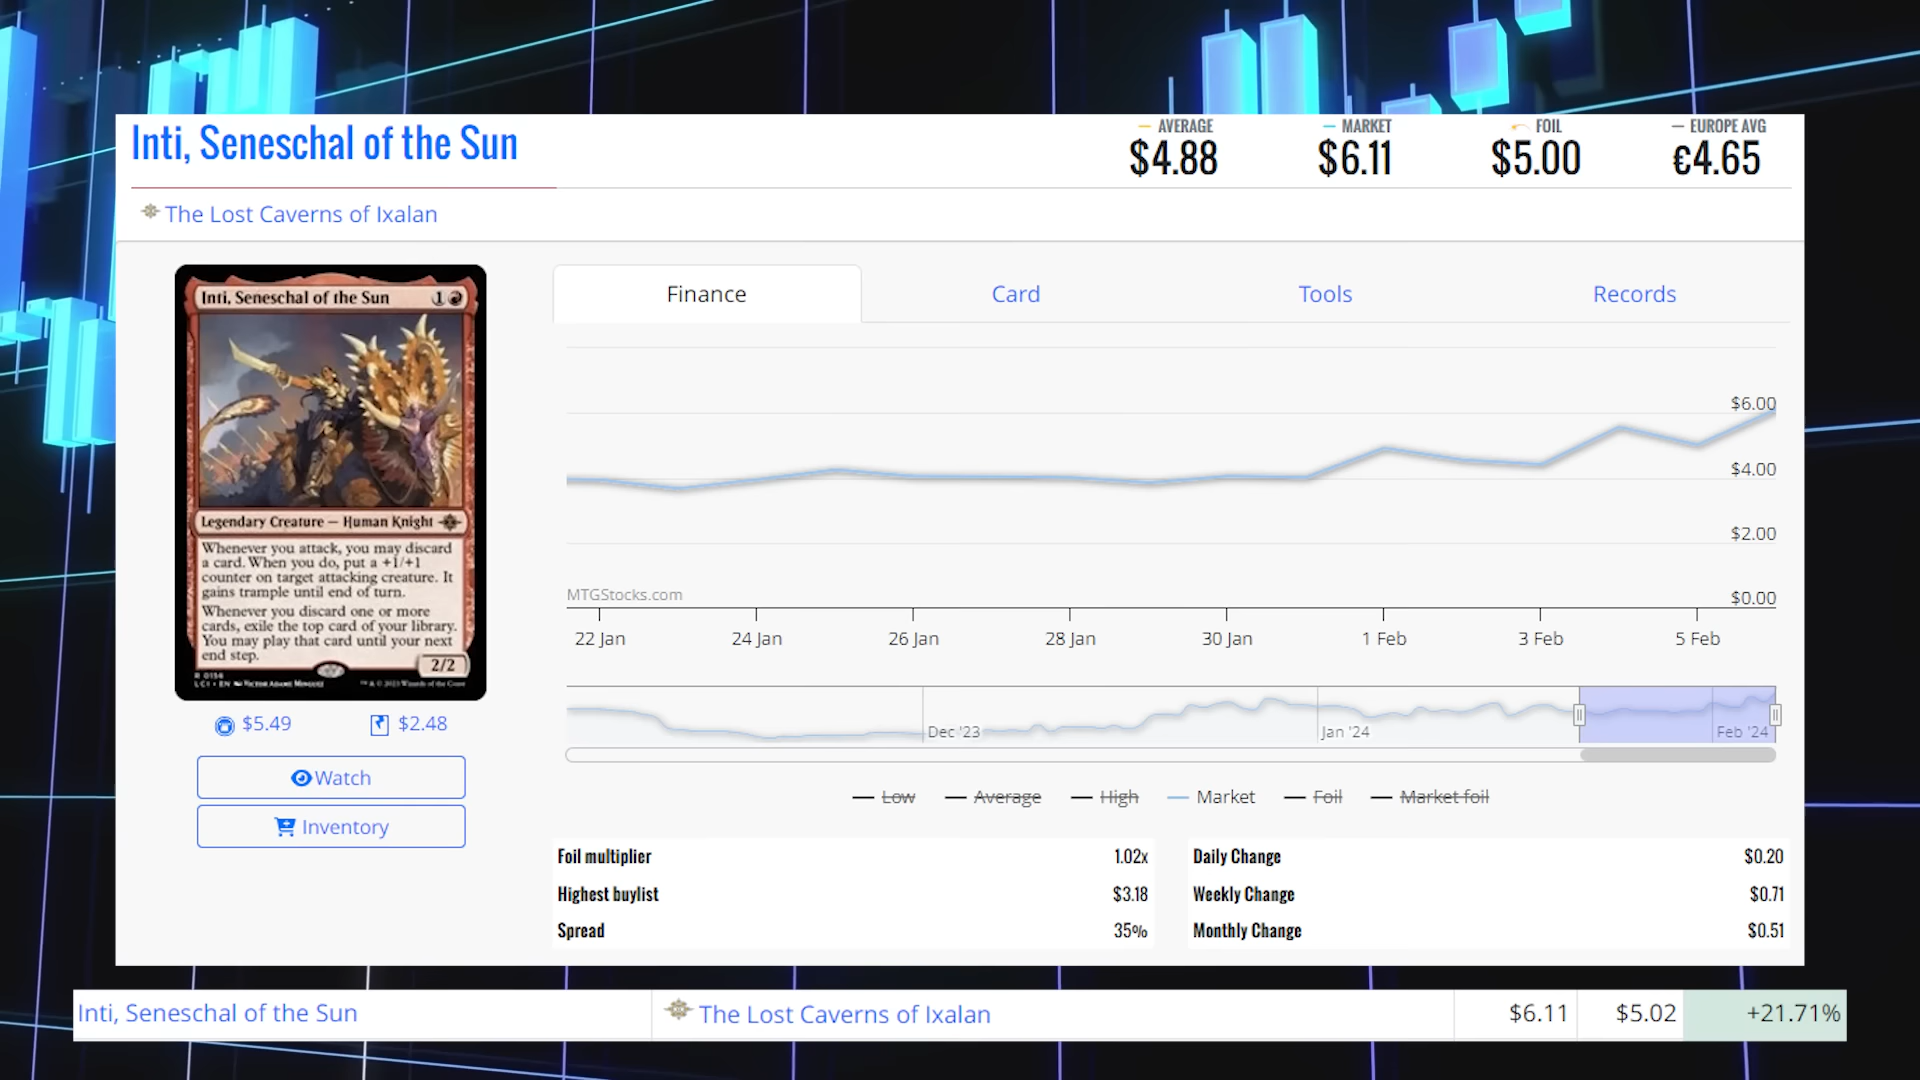 Inti, Seneschal of the Sun
AVERAGE
$4.88
MARKET
$6.11
FOIL
$5.00
EUROPE AVG
€4.65
The Lost Caverns of Ixalan
Inti, Seneschal of the Sun 1
Legendary Creature — Human Knight
Whenever you attack, you may discard
a card. When you do, put a +1/+1
counter on target attacking creature. It
gains trample until end of turn.
Whenever you discard one or more
cards, exile the top card of your library.
You may play that card until your next
end step.
2/2
R 0156
LCI • EN
$5.49
$2.48
Watch
Inventory
Finance
Card
Tools
Records
$6.00
$4.00
$2.00
$0.00
MTGStocks.com
22 Jan
24 Jan
26 Jan
28 Jan
30 Jan
1 Feb
3 Feb
5 Feb
Dec '23
Jan '24
Feb '24
Low
Average
High
Market
Foil
Market foil
Foil multiplier 1.02x
Highest buylist $3.18
Spread 35%
Daily Change $0.20
Weekly Change $0.71
Monthly Change $0.51
Inti, Seneschal of the Sun The Lost Caverns of Ixalan $6.11 $5.02 +21.71%